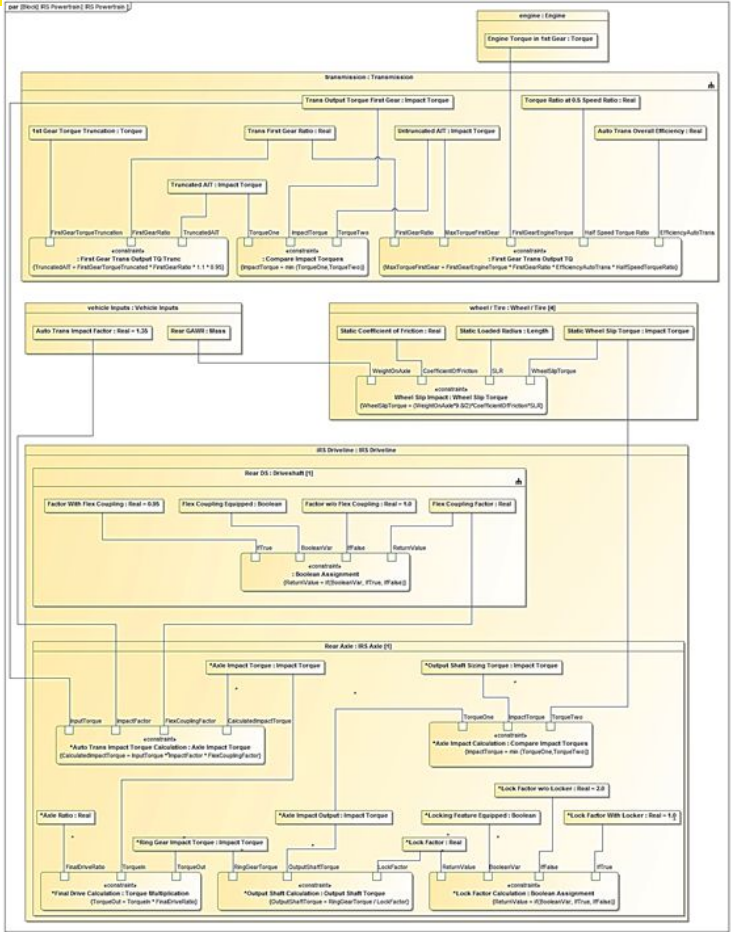 par [Block] IRS Powertrain[ IRS Powertrain ]
engine : Engine
Engine Torque in 1st Gear : Torque
transmission : Transmission
Trans Output Torque First Gear : Impact Torque
Torque Ratio at 0.5 Speed Ratio : Real
1st Gear Torque Truncation : Torque
Trans First Gear Ratio : Real
Untruncated AIT : Impact Torque
Auto Trans Overall Efficiency : Real
Truncated AIT : Impact Torque
FirstGearTorqueTruncation
FirstGearRatio
TruncatedAIT
TorqueOne
ImpactTorque
TorqueTwo
FirstGearRatio
MaxTorqueFirstGear
FirstGearEngineTorque
Half Speed Torque Ratio
EfficiencyAutoTrans
«constraint»
: First Gear Trans Output TQ Trunc
{TruncatedAIT = FirstGearTorqueTruncated * FirstGearRatio * 1.1 * 0.95}
«constraint»
: Compare Impact Torques
{ImpactTorque = min (TorqueOne,TorqueTwo)}
«constraint»
: First Gear Trans Output TQ
{MaxTorqueFirstGear = FirstGearEngineTorque * FirstGearRatio * EfficiencyAutoTrans * HalfSpeedTorqueRatio}
vehicle Inputs : Vehicle Inputs
Auto Trans Impact Factor : Real = 1.35
Rear GAWR : Mass
wheel / Tire : Wheel / Tire [4]
Static Coefficient of Friction : Real
Static Loaded Radius : Length
Static Wheel Slip Torque : Impact Torque
WeightOnAxle
CoefficientOfFriction
SLR
WheelSlipTorque
«constraint»
Wheel Slip Impact : Wheel Slip Torque
{WheelSlipTorque = (WeightOnAxle*9.8/2)*CoefficientOfFriction*SLR}
IRS Driveline : IRS Driveline
Rear DS : Driveshaft [1]
Factor With Flex Coupling : Real = 0.95
Flex Coupling Equipped : Boolean
Factor w/o Flex Coupling : Real = 1.0
Flex Coupling Factor : Real
IfTrue
BooleanVar
IfFalse
ReturnValue
«constraint»
: Boolean Assignment
{ReturnValue = if(BooleanVar, IfTrue, IfFalse)}
Rear Axle : IRS Axle [1]
^Axle Impact Torque : Impact Torque
^Output Shaft Sizing Torque : Impact Torque
InputTorque
ImpactFactor
FlexCouplingFactor
CalculatedImpactTorque
TorqueOne
ImpactTorque
TorqueTwo
«constraint»
^Auto Trans Impact Torque Calculation : Axle Impact Torque
{CalculatedImpactTorque = InputTorque * ImpactFactor * FlexCouplingFactor}
«constraint»
^Axle Impact Calculation : Compare Impact Torques
{ImpactTorque = min (TorqueOne,TorqueTwo)}
^Lock Factor w/o Locker : Real = 2.0
^Axle Ratio : Real
^Axle Impact Output : Impact Torque
^Locking Feature Equipped : Boolean
^Lock Factor With Locker : Real = 1.0
^Ring Gear Impact Torque : Impact Torque
^Lock Factor : Real
FinalDriveRatio
TorqueIn
TorqueOut
RingGearTorque
OutputShaftTorque
LockFactor
ReturnValue
BooleanVar
IfFalse
IfTrue
«constraint»
^Final Drive Calculation : Torque Multiplication
{TorqueOut = TorqueIn * FinalDriveRatio}
«constraint»
^Output Shaft Calculation : Output Shaft Torque
{OutputShaftTorque = RingGearTorque / LockFactor}
«constraint»
^Lock Factor Calculation : Boolean Assignment
{ReturnValue = if(BooleanVar, IfTrue, IfFalse)}